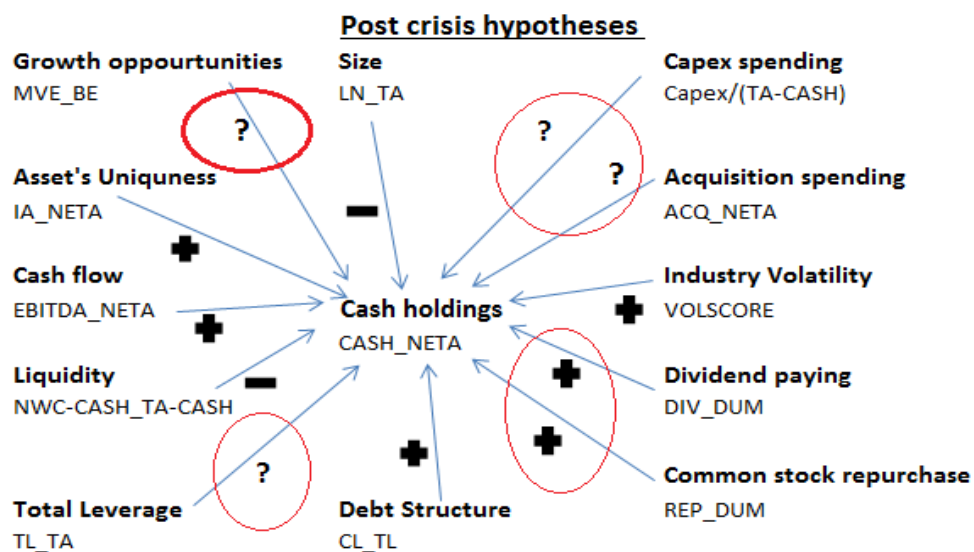 Post crisis hypotheses
Growth oppourtunities
MVE_BE
Size
LN_TA
Capex spending
Capex/(TA-CASH)
?
?
?
Asset's Uniquness
IA_NETA
Acquisition spending
ACQ_NETA
Cash flow
EBITDA_NETA
Cash holdings
CASH_NETA
Industry Volatility
VOLSCORE
Liquidity
NWC-CASH_TA-CASH
Dividend paying
DIV_DUM
?
Total Leverage
TL_TA
Debt Structure
CL_TL
Common stock repurchase
REP_DUM